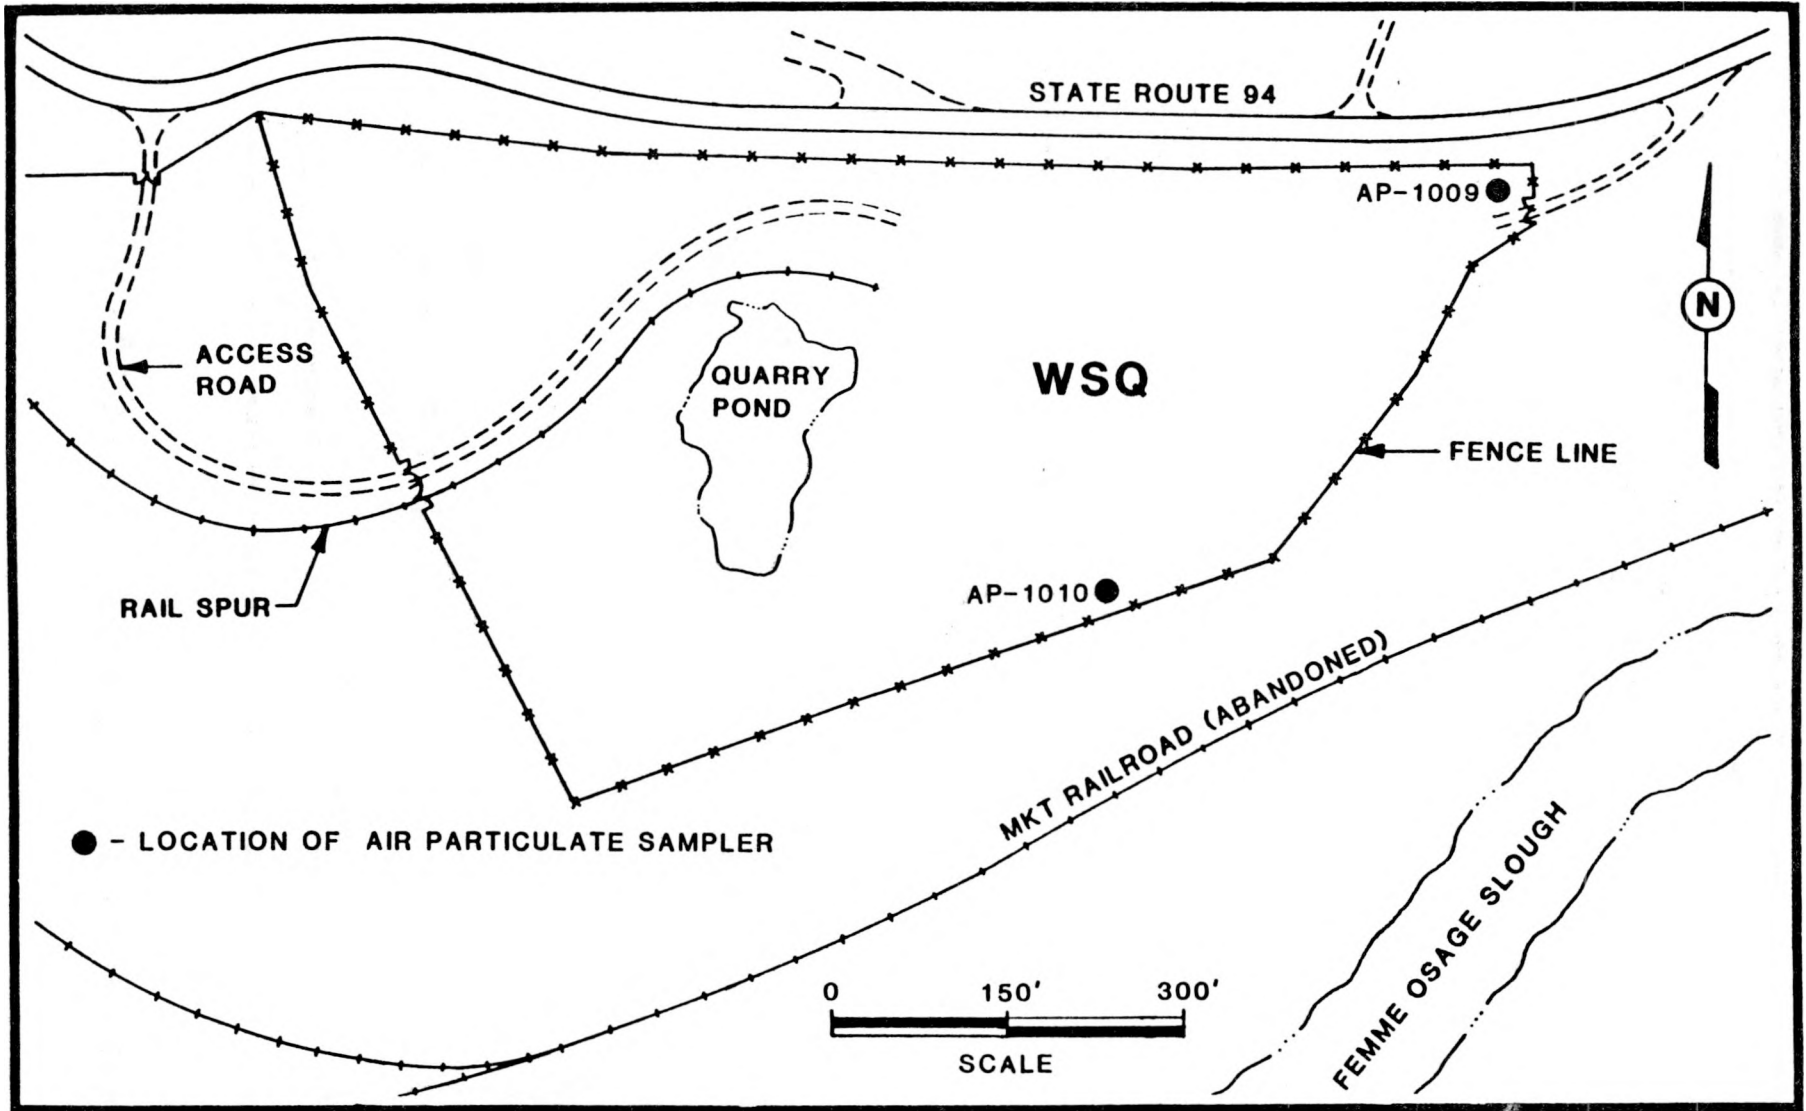 STATE ROUTE 94
AP-1009
N
ACCESS
ROAD
QUARRY
POND
WSQ
FENCE LINE
AP-1010
RAIL SPUR
MKT RAILROAD (ABANDONED)
- LOCATION OF AIR PARTICULATE SAMPLER
FEMME OSAGE SLOUGH
0 150' 300'
SCALE